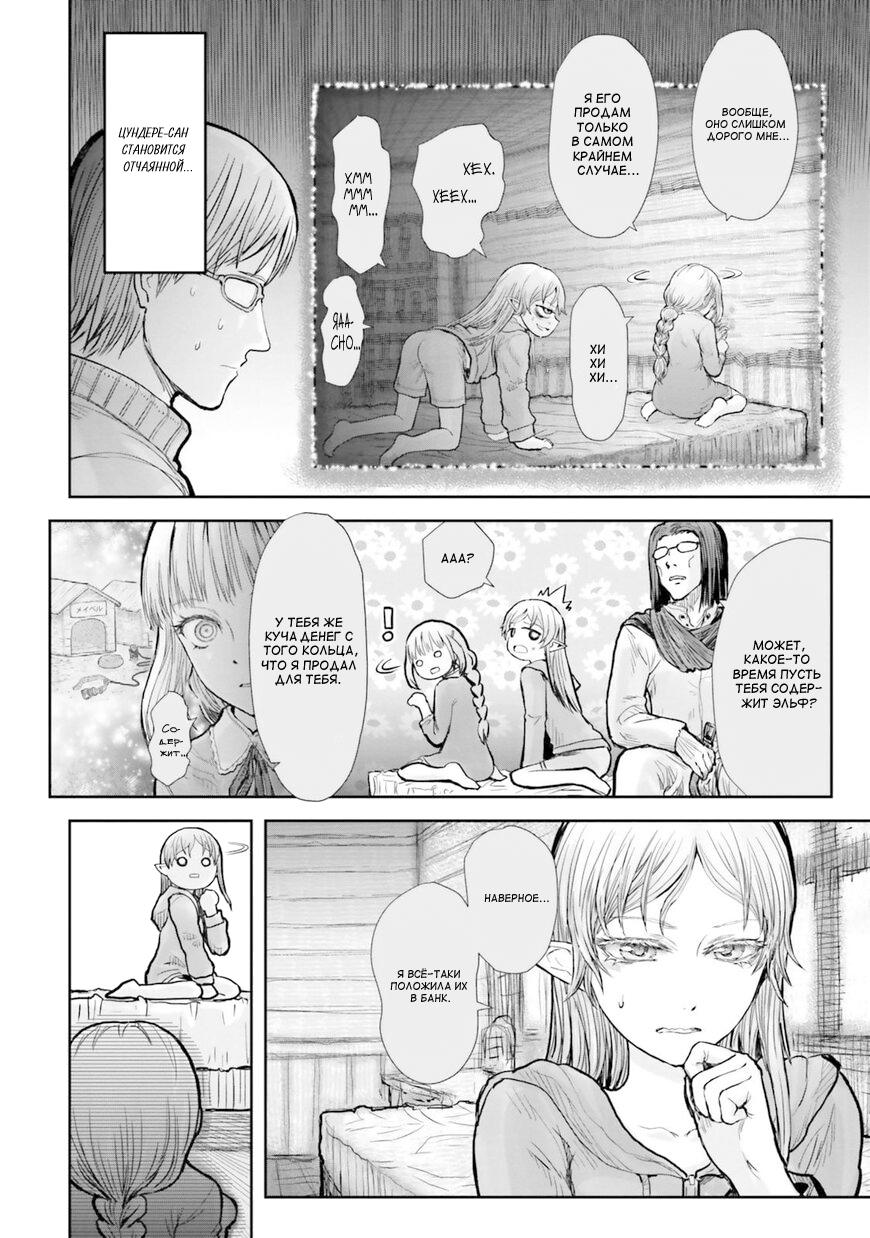 ВООБЩЕ,
ОНО СЛИШКОМ
ДОРОГО МНЕ...
Я ЕГО
ПРОДАМ
ТОЛЬКО
В САМОМ
КРАЙНЕМ
СЛУЧАЕ...
ХИ
ХИ
ХИ...
ХЕХ.
ХЕЕХ...
ХММ
МММ
ММ...
ЯАА-
СНО...
ЦУНДЕРЕ-САН
СТАНОВИТСЯ
ОТЧАЯННОЙ...
МОЖЕТ,
КАКОЕ-ТО
ВРЕМЯ ПУСТЬ
ТЕБЯ СОДЕР-
ЖИТ ЭЛЬФ?
ААА?
!
У ТЕБЯ ЖЕ
КУЧА ДЕНЕГ С
ТОГО КОЛЬЦА,
ЧТО Я ПРОДАЛ
ДЛЯ ТЕБЯ.
СО-
ДЕР-
ЖИТ...
МЕЙБЕЛ
НАВЕРНОЕ...
Я ВСЁ-ТАКИ
ПОЛОЖИЛА ИХ
В БАНК.